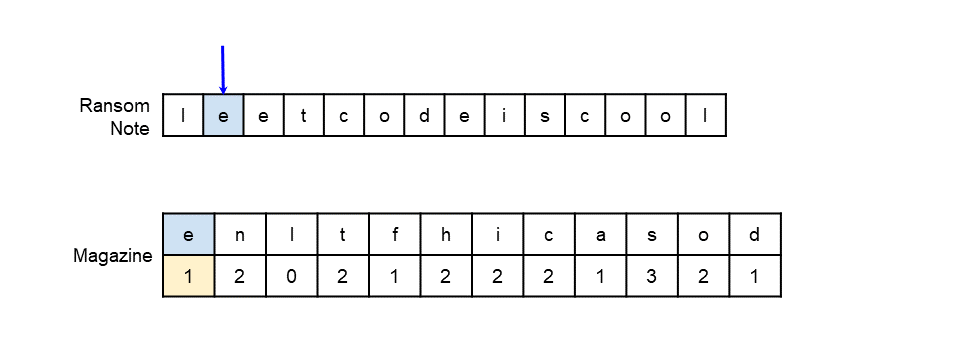 Ransom Note
l e e t c o d e i s c o o l
Magazine
e n l t f h i c a s o d
1 2 0 2 1 2 2 2 1 3 2 1